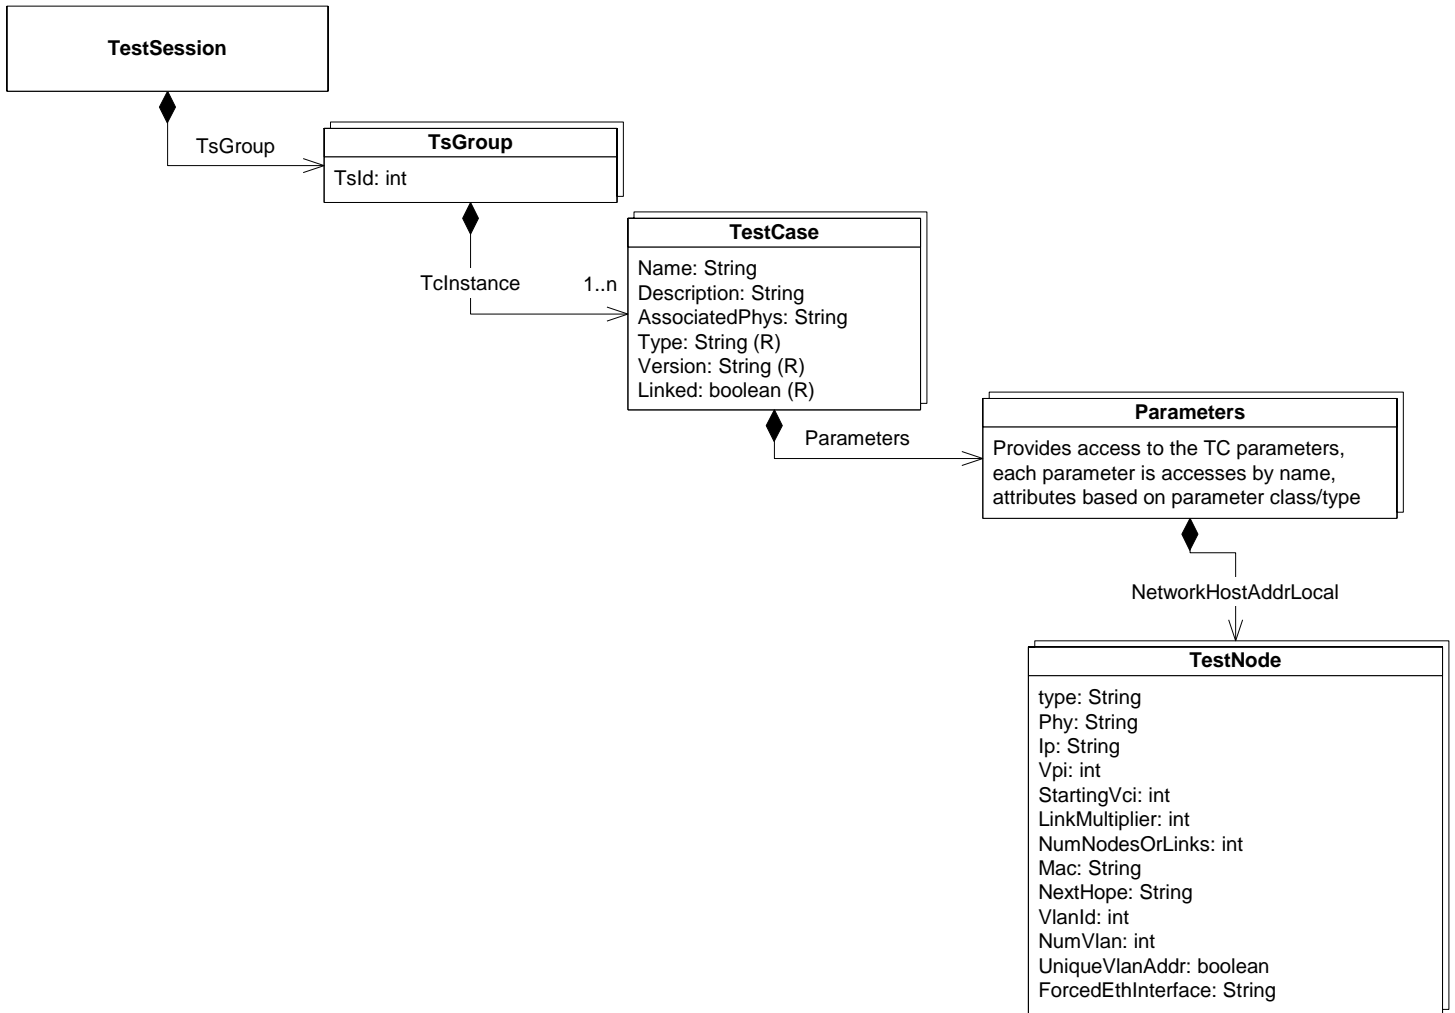 TestSession
TsGroup
TsGroup
TsId: int
TcInstance
1..n
TestCase
Name: String
Description: String
AssociatedPhys: String
Type: String (R)
Version: String (R)
Linked: boolean (R)
Parameters
Parameters
Provides access to the TC parameters,
each parameter is accesses by name,
attributes based on parameter class/type
NetworkHostAddrLocal
TestNode
type: String
Phy: String
Ip: String
Vpi: int
StartingVci: int
LinkMultiplier: int
NumNodesOrLinks: int
Mac: String
NextHope: String
VlanId: int
NumVlan: int
UniqueVlanAddr: boolean
ForcedEthInterface: String